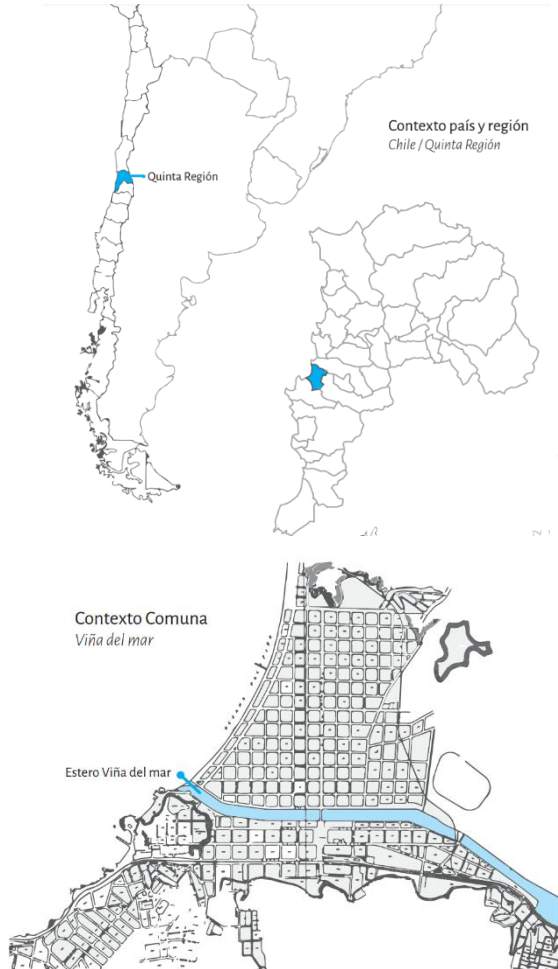 Contexto país y región
Chile / Quinta Región
Quinta Región
Contexto Comuna
Viña del mar
Estero Viña del mar